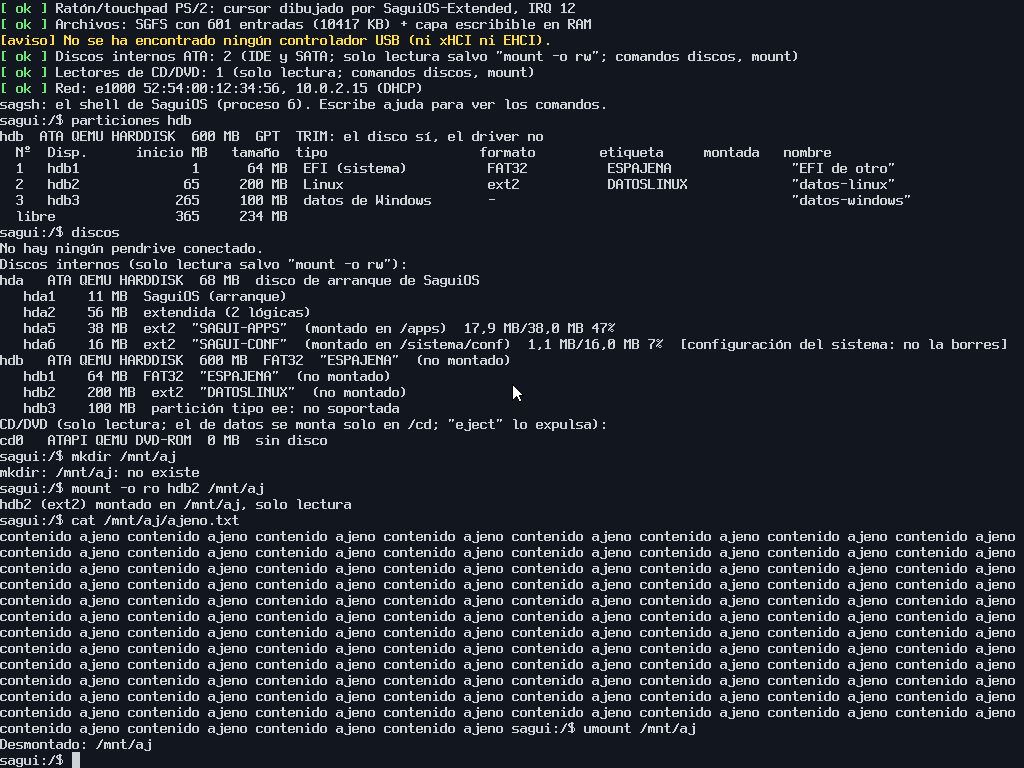 [ ok ] Ratón/touchpad PS/2: cursor dibujado por SaguiOS-Extended, IRQ 12
[ ok ] Archivos: SGFS con 601 entradas (10417 KB) + capa escribible en RAM
[aviso] No se ha encontrado ningún controlador USB (ni xHCI ni EHCI).
[ ok ] Discos internos ATA: 2 (IDE y SATA; solo lectura salvo "mount -o rw"; comandos discos, mount)
[ ok ] Lectores de CD/DVD: 1 (solo lectura; comandos discos, mount)
[ ok ] Red: e1000 52:54:00:12:34:56, 10.0.2.15 (DHCP)
sagsh: el shell de SaguiOS (proceso 6). Escribe ajuda para ver los comandos.
sagui:/$ particiones hdb
hdb  ATA QEMU HARDDISK  600 MB  GPT  TRIM: el disco sí, el driver no
  Nº  Disp.      inicio MB   tamaño  tipo                   formato        etiqueta     montada   nombre
  1   hdb1              1     64 MB  EFI (sistema)          FAT32          ESPAJENA               "EFI de otro"
  2   hdb2             65    200 MB  Linux                  ext2           DATOSLINUX             "datos-linux"
  3   hdb3            265    100 MB  datos de Windows       -                                     "datos-windows"
  libre               365    234 MB
sagui:/$ discos
No hay ningún pendrive conectado.
Discos internos (solo lectura salvo "mount -o rw"):
hda   ATA QEMU HARDDISK  68 MB  disco de arranque de SaguiOS
   hda1    11 MB  SaguiOS (arranque)
   hda2    56 MB  extendida (2 lógicas)
   hda5    38 MB  ext2  "SAGUI-APPS"  (montado en /apps)  17,9 MB/38,0 MB 47%
   hda6    16 MB  ext2  "SAGUI-CONF"  (montado en /sistema/conf)  1,1 MB/16,0 MB 7%  [configuración del sistema: no la borres]
hdb   ATA QEMU HARDDISK  600 MB  FAT32  "ESPAJENA"  (no montado)
   hdb1    64 MB  FAT32  "ESPAJENA"  (no montado)
   hdb2    200 MB  ext2  "DATOSLINUX"  (no montado)
   hdb3    100 MB  partición tipo ee: no soportada
CD/DVD (solo lectura; el de datos se monta solo en /cd; "eject" lo expulsa):
cd0   ATAPI QEMU DVD-ROM  0 MB  sin disco
sagui:/$ mkdir /mnt/aj
mkdir: /mnt/aj: no existe
sagui:/$ mount -o ro hdb2 /mnt/aj
hdb2 (ext2) montado en /mnt/aj, solo lectura
sagui:/$ cat /mnt/aj/ajeno.txt
contenido ajeno contenido ajeno contenido ajeno contenido ajeno contenido ajeno contenido ajeno contenido ajeno contenido ajeno
contenido ajeno contenido ajeno contenido ajeno contenido ajeno contenido ajeno contenido ajeno contenido ajeno contenido ajeno
contenido ajeno contenido ajeno contenido ajeno contenido ajeno contenido ajeno contenido ajeno contenido ajeno contenido ajeno
contenido ajeno contenido ajeno contenido ajeno contenido ajeno contenido ajeno contenido ajeno contenido ajeno contenido ajeno
contenido ajeno contenido ajeno contenido ajeno contenido ajeno contenido ajeno contenido ajeno contenido ajeno contenido ajeno
contenido ajeno contenido ajeno contenido ajeno contenido ajeno contenido ajeno contenido ajeno contenido ajeno contenido ajeno
contenido ajeno contenido ajeno contenido ajeno contenido ajeno contenido ajeno contenido ajeno contenido ajeno contenido ajeno
contenido ajeno contenido ajeno contenido ajeno contenido ajeno contenido ajeno contenido ajeno contenido ajeno contenido ajeno
contenido ajeno contenido ajeno contenido ajeno contenido ajeno contenido ajeno contenido ajeno contenido ajeno contenido ajeno
contenido ajeno contenido ajeno contenido ajeno contenido ajeno contenido ajeno contenido ajeno contenido ajeno contenido ajeno
contenido ajeno contenido ajeno contenido ajeno contenido ajeno contenido ajeno contenido ajeno contenido ajeno contenido ajeno
contenido ajeno contenido ajeno contenido ajeno contenido ajeno contenido ajeno contenido ajeno contenido ajeno contenido ajeno
contenido ajeno contenido ajeno contenido ajeno contenido ajeno sagui:/$ umount /mnt/aj
Desmontado: /mnt/aj
sagui:/$